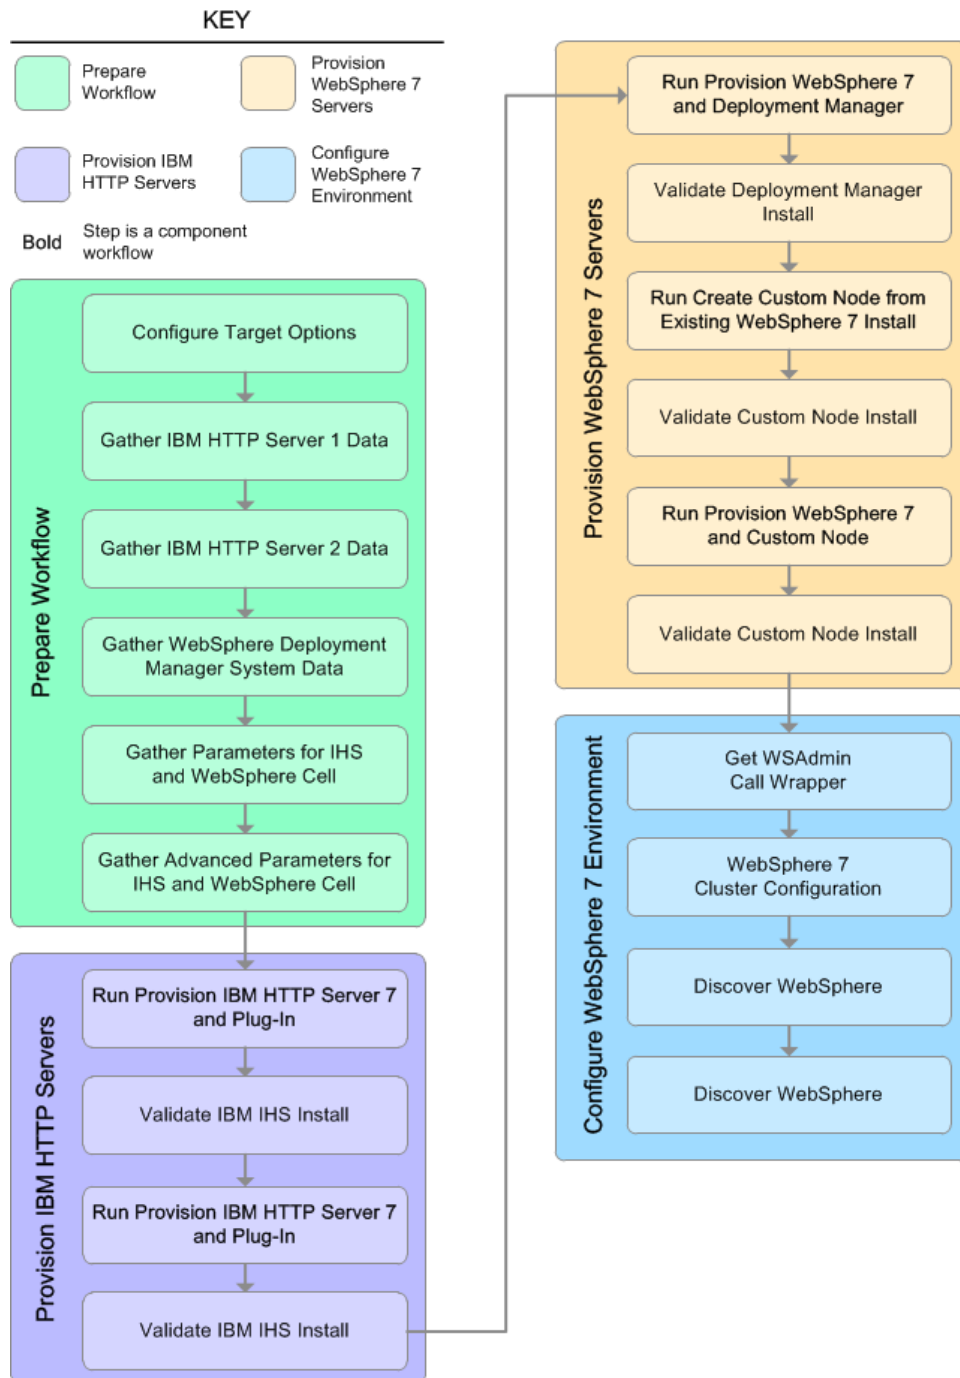 KEY
Prepare
Workflow
Provision
WebSphere 7
Servers
Provision IBM
HTTP Servers
Configure
WebSphere 7
Environment
Bold
Step is a component
workflow
Prepare Workflow
Configure Target Options
Gather IBM HTTP Server 1 Data
Gather IBM HTTP Server 2 Data
Gather WebSphere Deployment
Manager System Data
Gather Parameters for IHS
and WebSphere Cell
Gather Advanced Parameters for
IHS and WebSphere Cell
Provision IBM HTTP Servers
Run Provision IBM HTTP Server 7
and Plug-In
Validate IBM IHS Install
Run Provision IBM HTTP Server 7
and Plug-In
Validate IBM IHS Install
Provision WebSphere 7 Servers
Run Provision WebSphere 7
and Deployment Manager
Validate Deployment Manager
Install
Run Create Custom Node from
Existing WebSphere 7 Install
Validate Custom Node Install
Run Provision WebSphere 7
and Custom Node
Validate Custom Node Install
Configure WebSphere 7 Environment
Get WSAdmin
Call Wrapper
WebSphere 7
Cluster Configuration
Discover WebSphere
Discover WebSphere